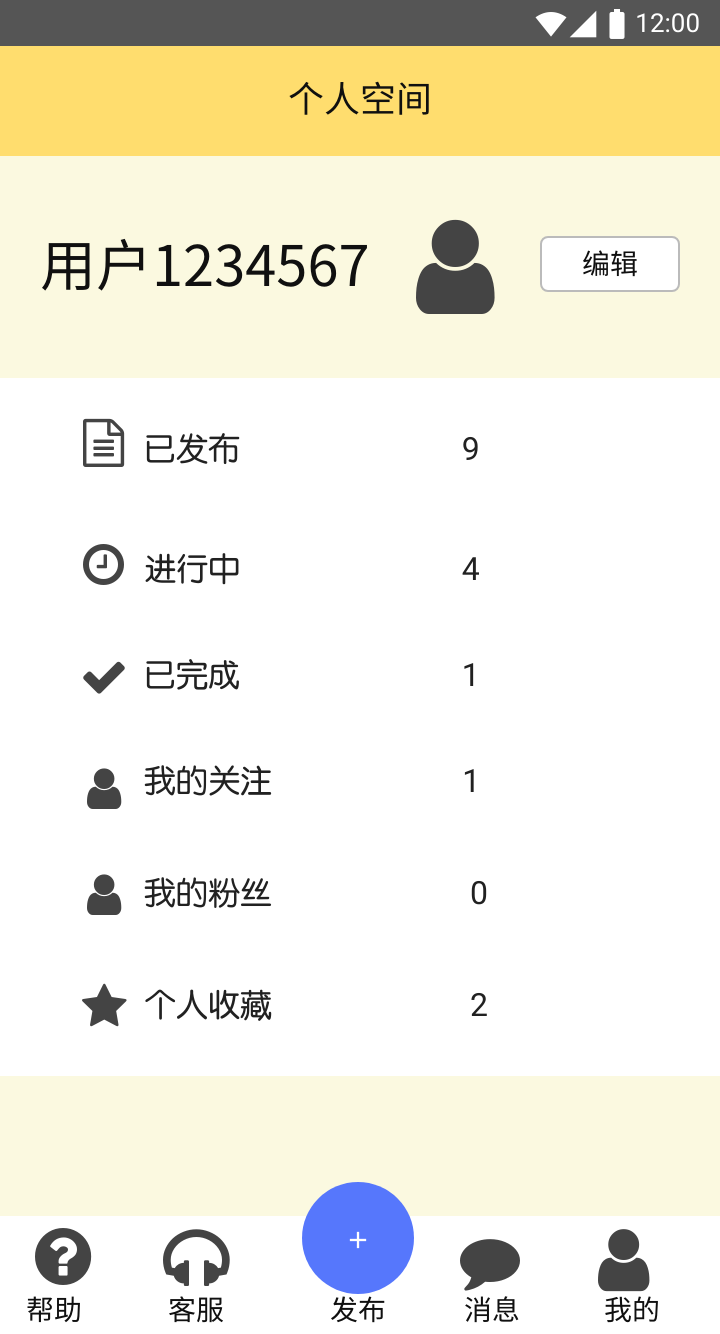 12:00
个人空间
用户1234567
编辑
已发布 9
进行中 4
已完成 1
我的关注 1
我的粉丝 0
个人收藏 2
+
帮助 客服 发布 消息 我的